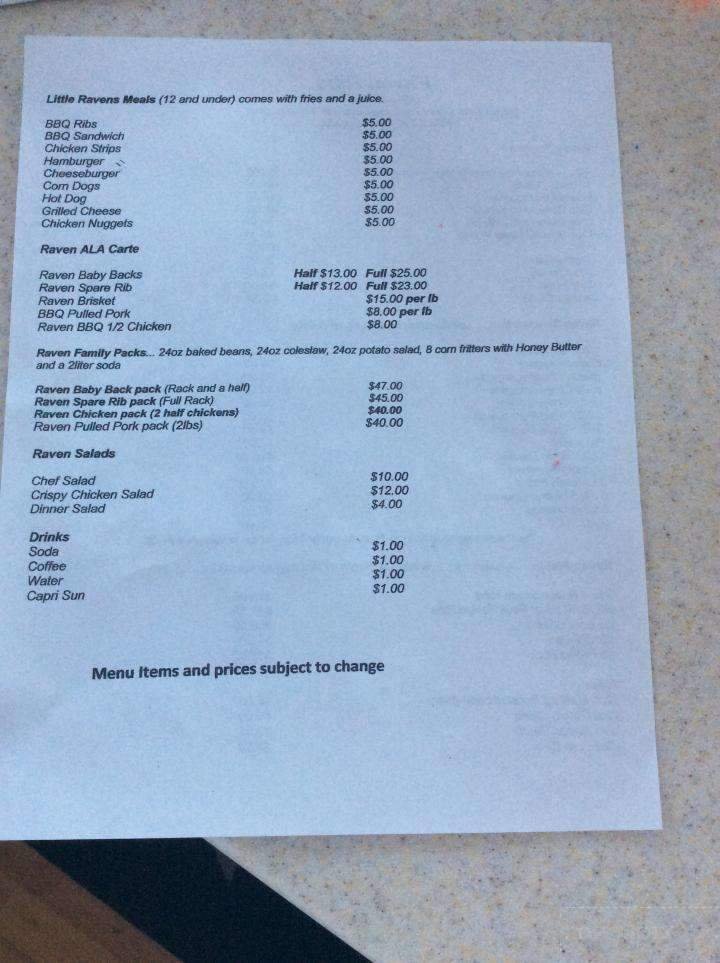 Little Ravens Meals (12 and under) comes with fries and a juice.
BBQ Ribs $5.00
BBQ Sandwich $5.00
Chicken Strips $5.00
Hamburger $5.00
Cheeseburger $5.00
Corn Dogs $5.00
Hot Dog $5.00
Grilled Cheese $5.00
Chicken Nuggets $5.00
Raven ALA Carte
Raven Baby Backs Half $13.00 Full $25.00
Raven Spare Rib Half $12.00 Full $23.00
Raven Brisket $15.00 per lb
BBQ Pulled Pork $8.00 per lb
Raven BBQ 1/2 Chicken $8.00
Raven Family Packs... 24oz baked beans, 24oz coleslaw, 24oz potato salad, 8 corn fritters with Honey Butter
and a 2liter soda
Raven Baby Back pack (Rack and a half) $47.00
Raven Spare Rib pack (Full Rack) $45.00
Raven Chicken pack (2 half chickens) $40.00
Raven Pulled Pork pack (2lbs) $40.00
Raven Salads
Chef Salad $10.00
Crispy Chicken Salad $12.00
Dinner Salad $4.00
Drinks
Soda $1.00
Coffee $1.00
Water $1.00
Capri Sun $1.00
Menu Items and prices subject to change